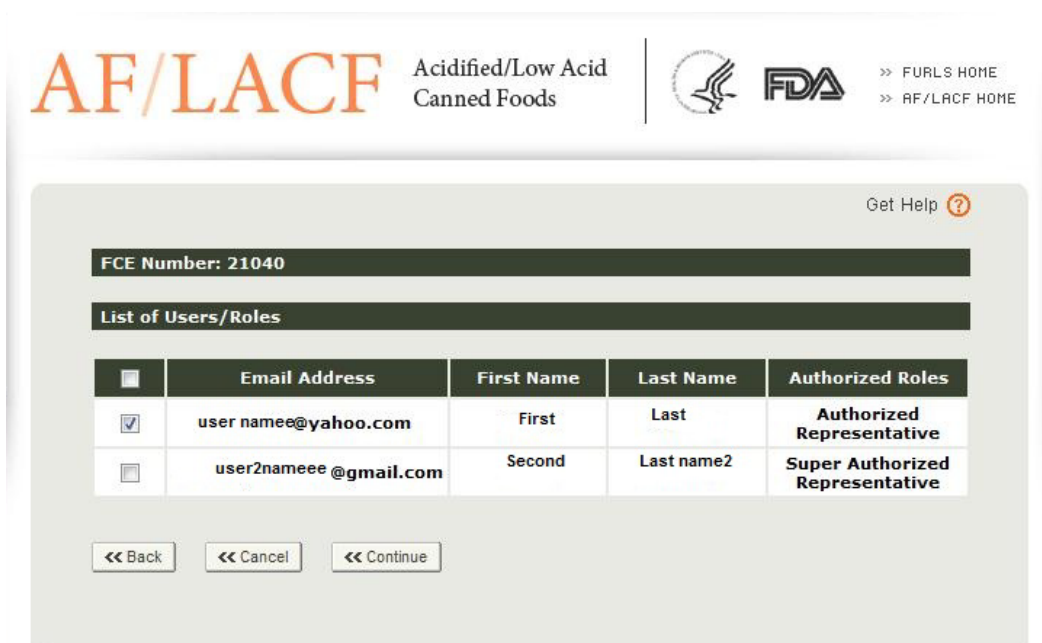 AF/LACF
Acidified/Low Acid
Canned Foods
FDA
>> FURLS HOME
>> AF/LACF HOME
Get Help ?
FCE Number: 21040
List of Users/Roles
Email Address First Name Last Name Authorized Roles
user namee@yahoo.com First Last Authorized
Representative
user2nameee @gmail.com Second Last name2 Super Authorized
Representative
<< Back << Cancel << Continue